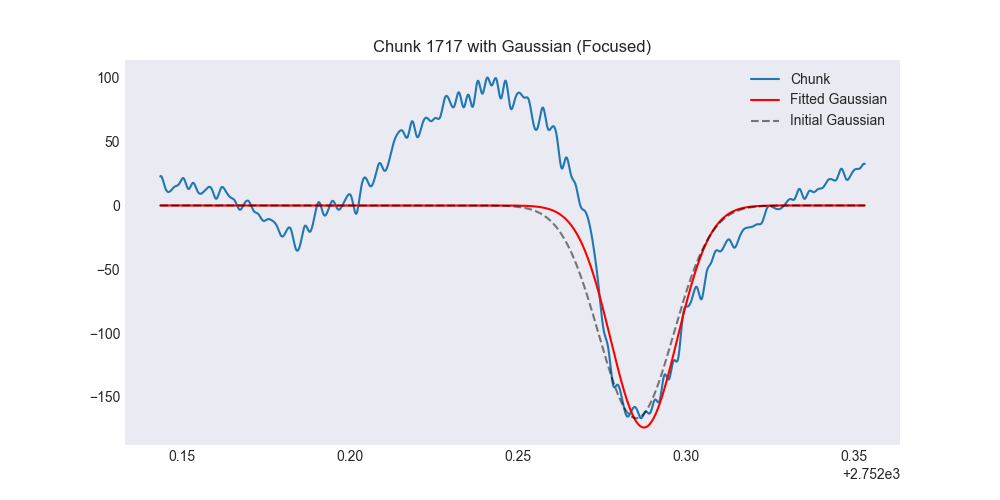 Chunk 1717 with Gaussian (Focused)
Chunk
Fitted Gaussian
Initial Gaussian
100
50
0
−50
−100
−150
0.15 0.20 0.25 0.30 0.35
+2.752e3